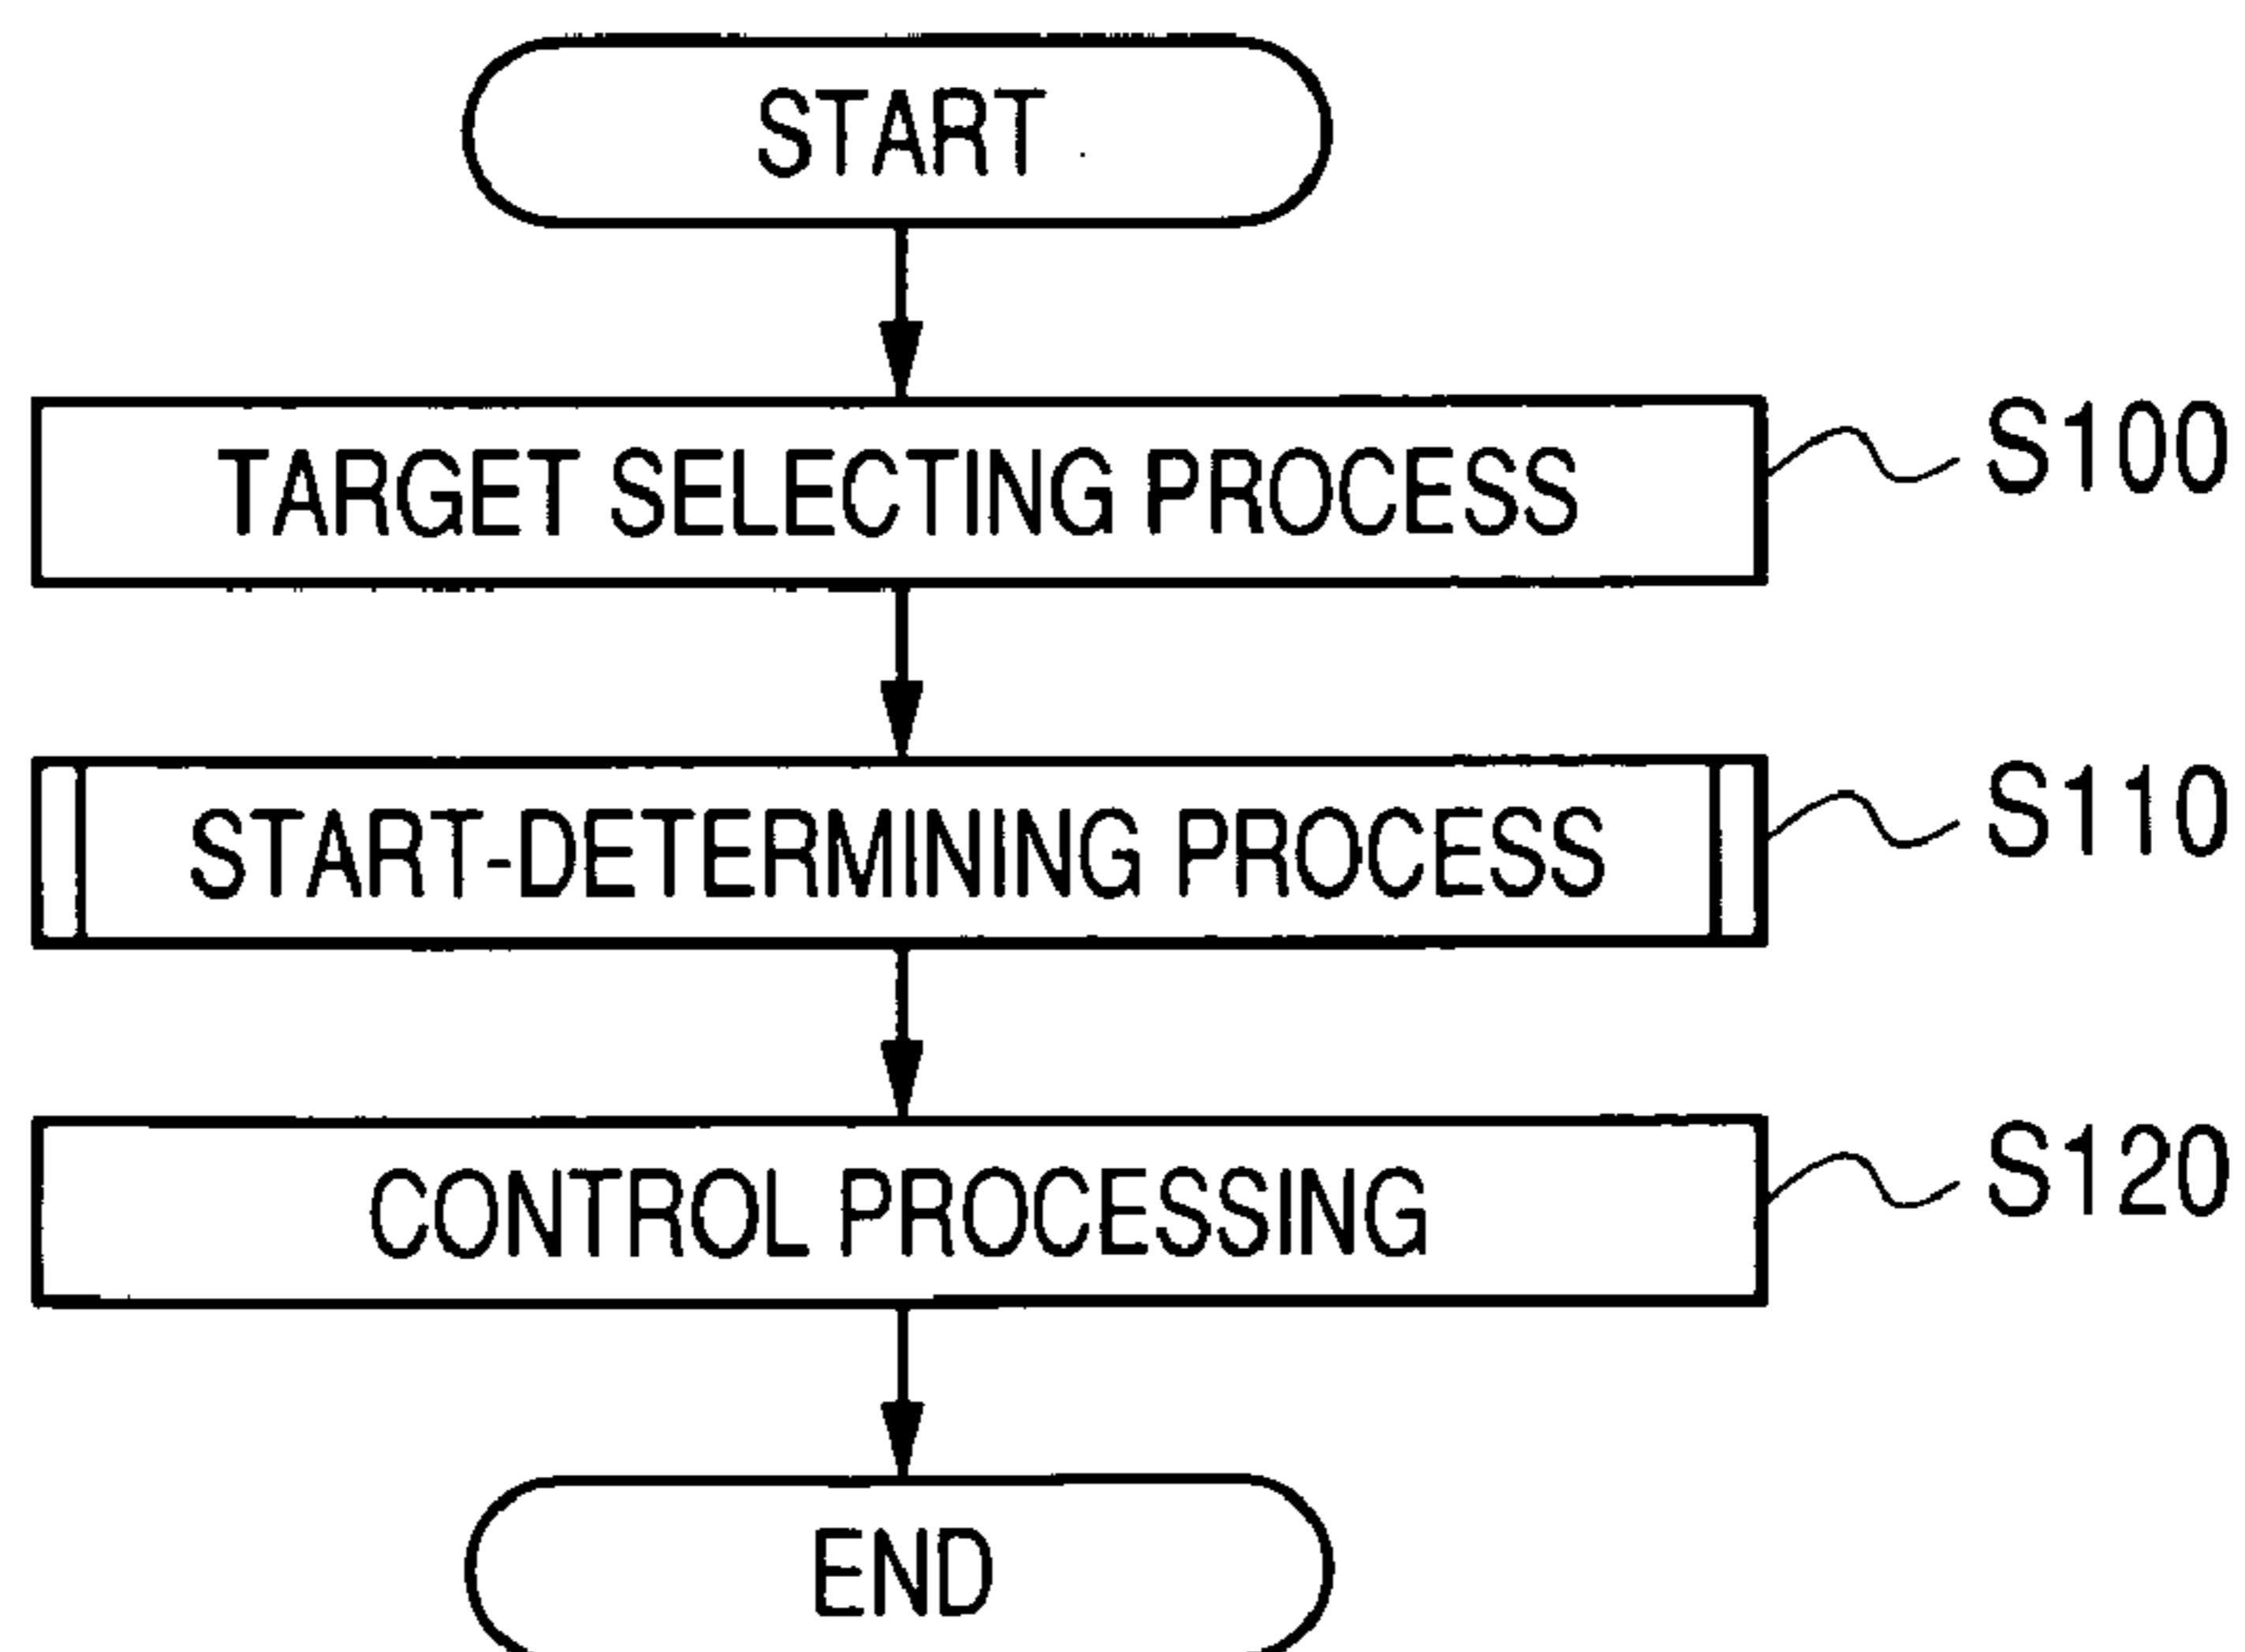 START
TARGET SELECTING PROCESS
S100
START-DETERMINING PROCESS
S110
CONTROL PROCESSING
S120
END